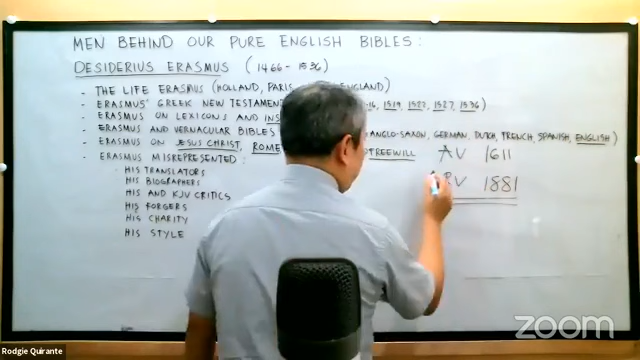 MEN BEHIND OUR PURE ENGLISH BIBLES:
DESIDERIUS ERASMUS (1466-1536)
- THE LIFE ERASMUS (HOLLAND, PARIS, ENGLAND)
- ERASMUS' GREEK NEW TESTAMENT 16, 1519, 1522, 1527, 1536)
- ERASMUS ON LEXICONS AND
- ERASMUS AND VERNACULAR BIBLES ANGLO-SAXON, GERMAN, DUTCH, FRENCH, SPANISH, ENGLISH)
- ERASMUS ON JESUS CHRIST, ROME FREEWILL
- ERASMUS MISREPRESENTED:
HIS TRANSLATORS
HIS BIOGRAPHERS
HIS AND KJV CRITICS
HIS FORGERS
HIS CHARITY
HIS STYLE
AV 1611
RV 1881
zoom
Rodgie Quirante